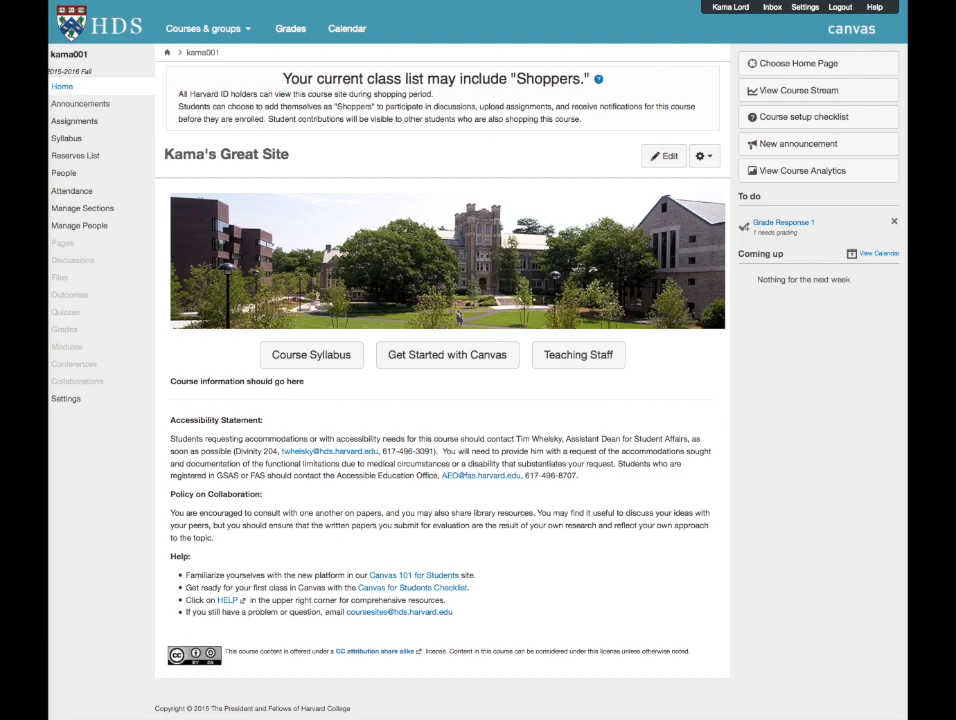 Kama Lord Inbox Settings Logout Help
HDS Courses & groups Grades Calendar canvas
kama001
2015-2016 Fall
Home
Announcements
Assignments
Syllabus
Reserves List
People
Attendance
Manage Sections
Manage People
Pages
Discussions
Files
Outcomes
Quizzes
Grades
Modules
Conferences
Collaborations
Settings
> kama001
Your current class list may include "Shoppers." ?
All Harvard ID holders can view this course site during shopping period.
Students can choose to add themselves as "Shoppers" to participate in discussions, upload assignments, and receive notifications for this course
before they are enrolled. Student contributions will be visible to other students who are also shopping this course.
Kama's Great Site
Edit
Course Syllabus Get Started with Canvas Teaching Staff
Course information should go here
Accessibility Statement:
Students requesting accommodations or with accessibility needs for this course should contact Tim Whelsky, Assistant Dean for Student Affairs, as
soon as possible (Divinity 204, twhelsky@hds.harvard.edu, 617-496-3091). You will need to provide him with a request of the accommodations sought
and documentation of the functional limitations due to medical circumstances or a disability that substantiates your request. Students who are
registered in GSAS or FAS should contact the Accessible Education Office, AEO@fas.harvard.edu, 617-496-8707.
Policy on Collaboration:
You are encouraged to consult with one another on papers, and you may also share library resources. You may find it useful to discuss your ideas with
your peers, but you should ensure that the written papers you submit for evaluation are the result of your own research and reflect your own approach
to the topic.
Help:
• Familiarize yourselves with the new platform in our Canvas 101 for Students site.
• Get ready for your first class in Canvas with the Canvas for Students Checklist.
• Click on HELP in the upper right corner for comprehensive resources.
• If you still have a problem or question, email coursesites@hds.harvard.edu
cc BY SA This course content is offered under a CC attribution share alike license. Content in this course can be considered under this license unless otherwise noted.
Choose Home Page
View Course Stream
Course setup checklist
New announcement
View Course Analytics
To do
Grade Response 1
1 needs grading
Coming up View Calendar
Nothing for the next week
Copyright © 2015 The President and Fellows of Harvard College